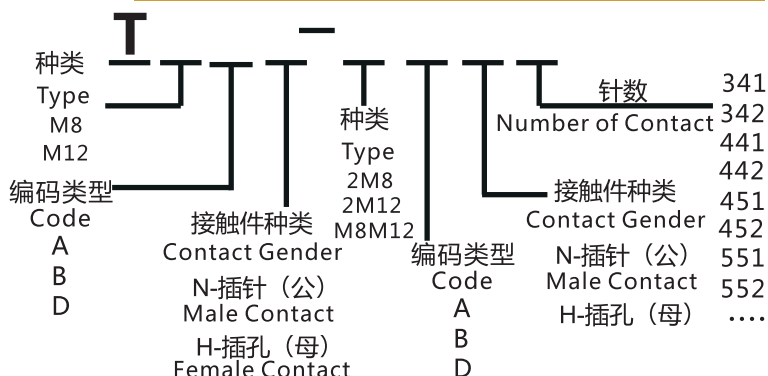 T —
种类
Type
M8
M12
编码类型
Code
A
B
D
接触件种类
Contact Gender
N-插针（公）
Male Contact
H-插孔（母）
Female Contact
种类
Type
2M8
2M12
M8M12
编码类型
Code
A
B
D
接触件种类
Contact Gender
N-插针（公）
Male Contact
H-插孔（母）
针数
Number of Contact
341
342
441
442
451
452
551
552
....